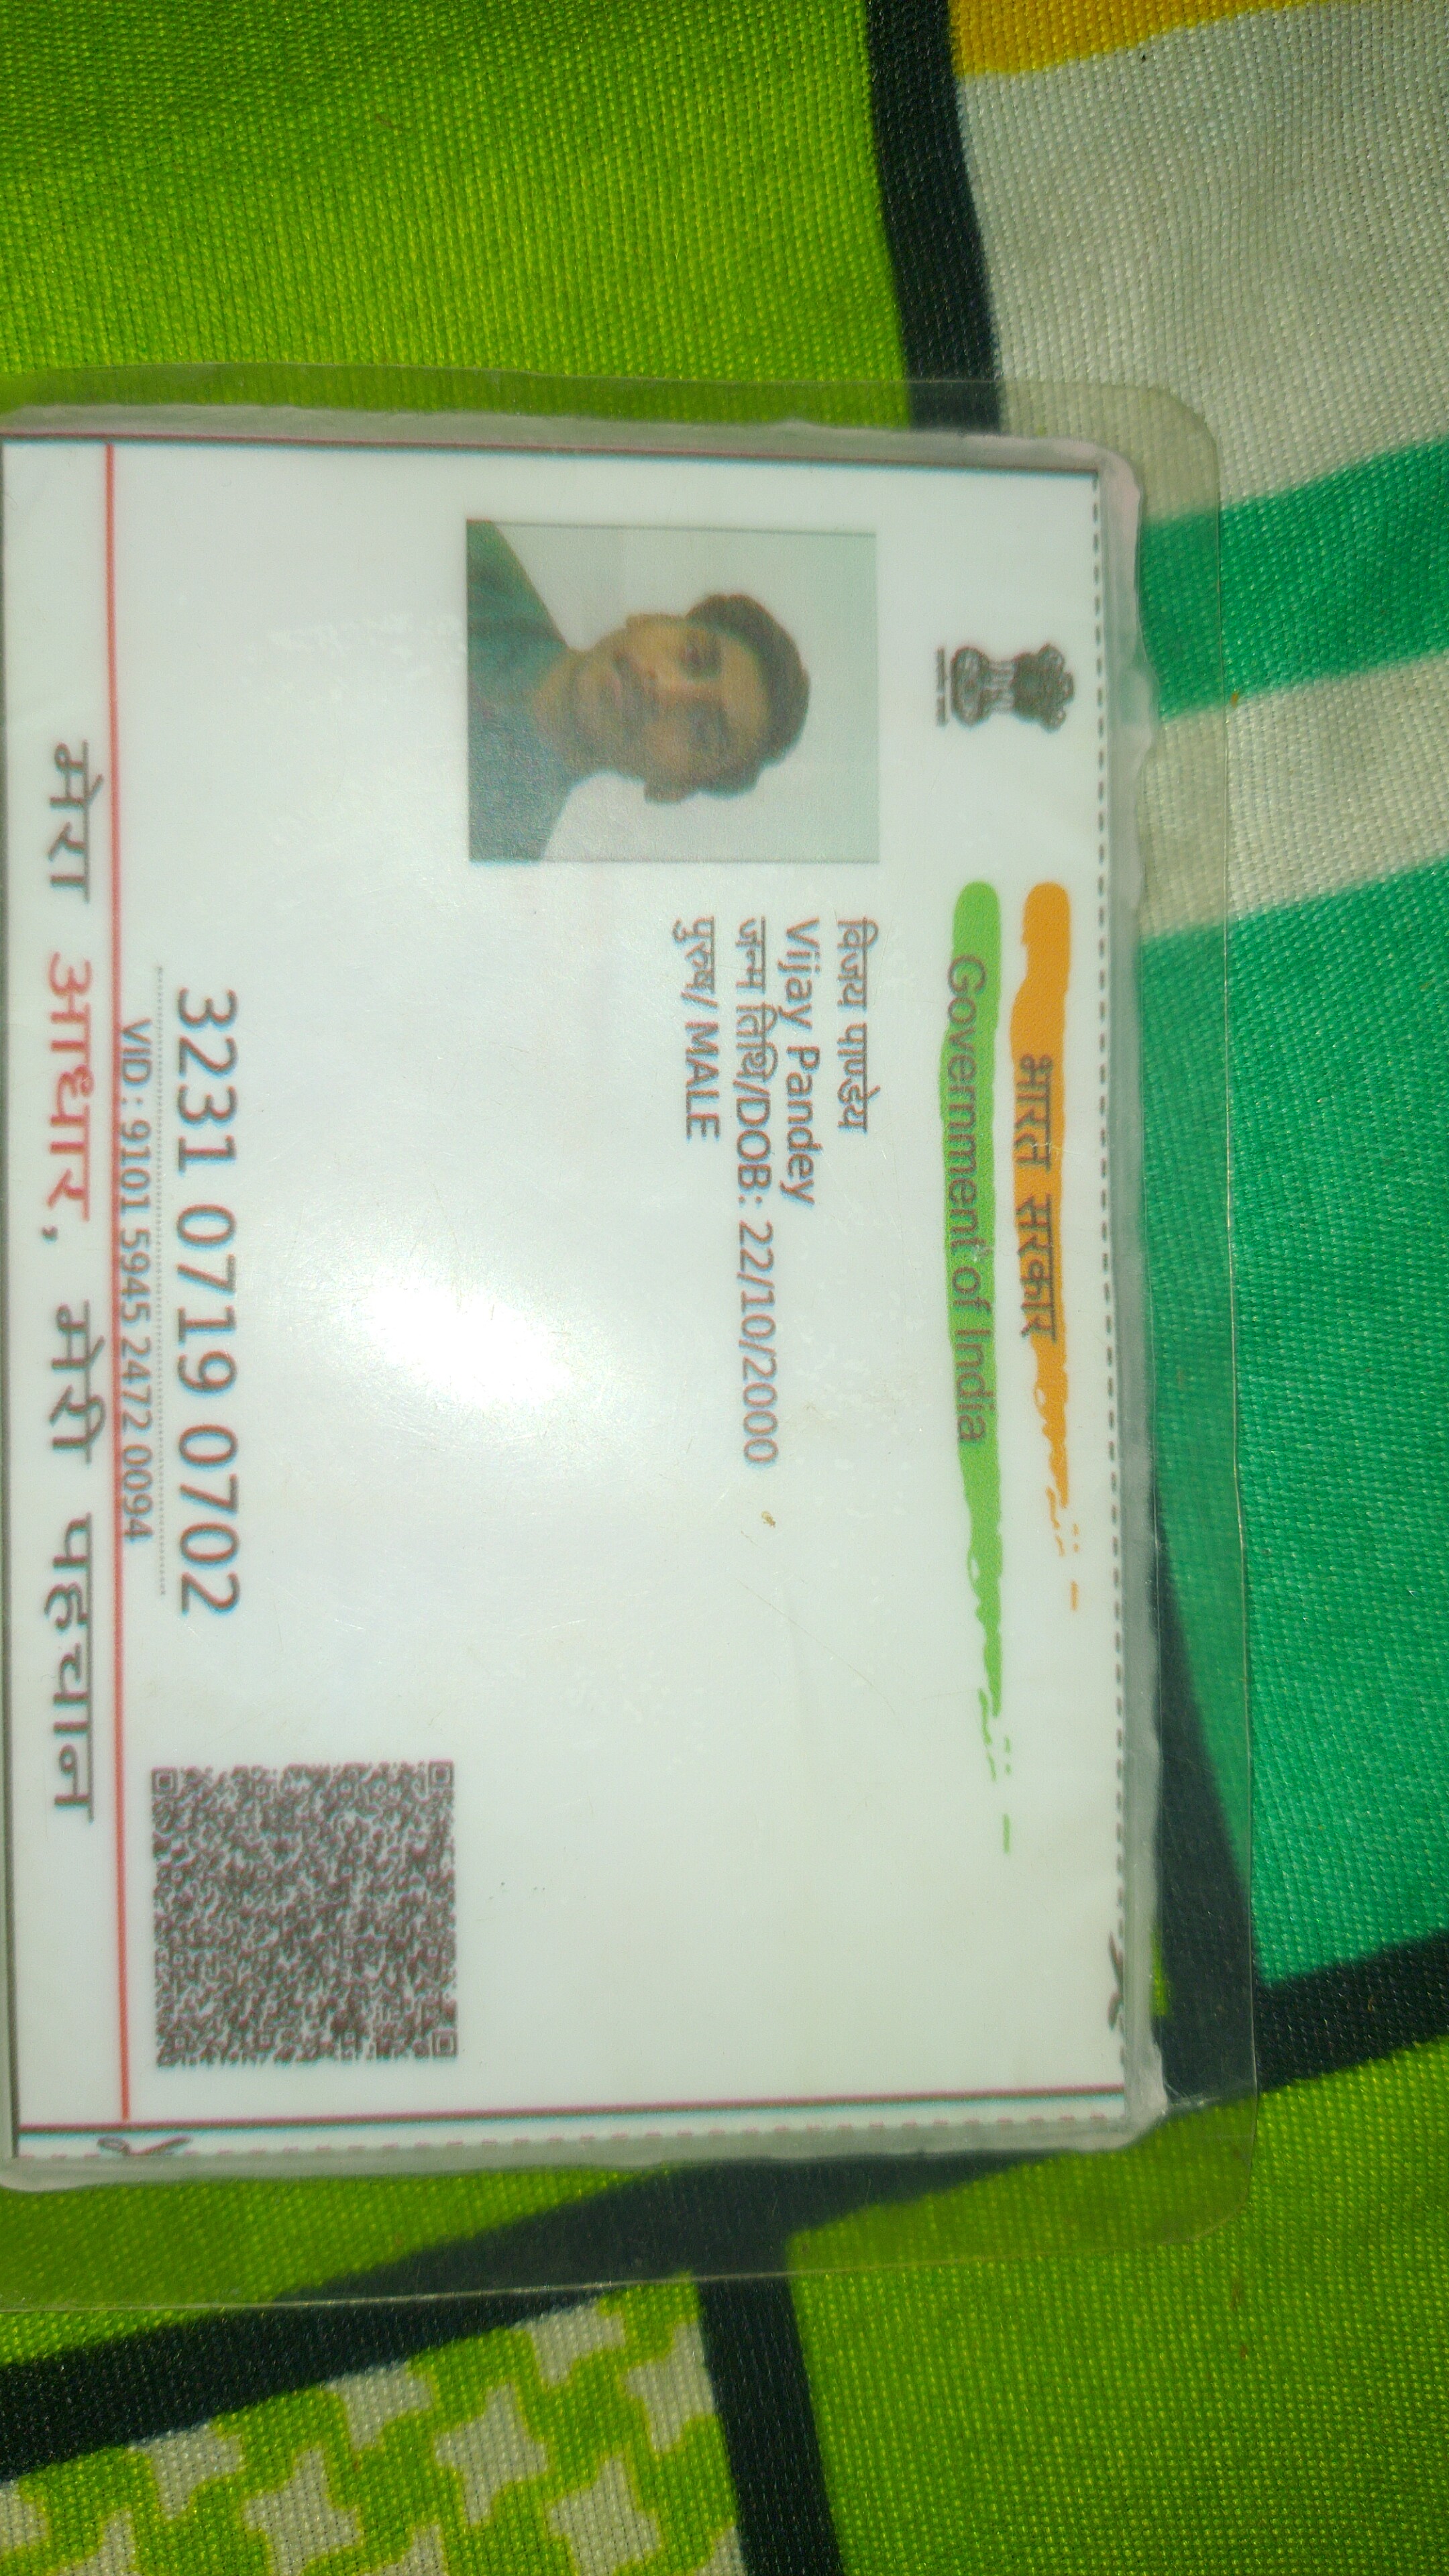 भारत सरकार
Government of India
विजय पाण्डेय
Vijay Pandey
जन्म तिथि/DOB: 22/10/2000
पुरुष/ MALE
3231 0719 0702
VID : 9101 5945 2472 0094
मेरा आधार, मेरी पहचान